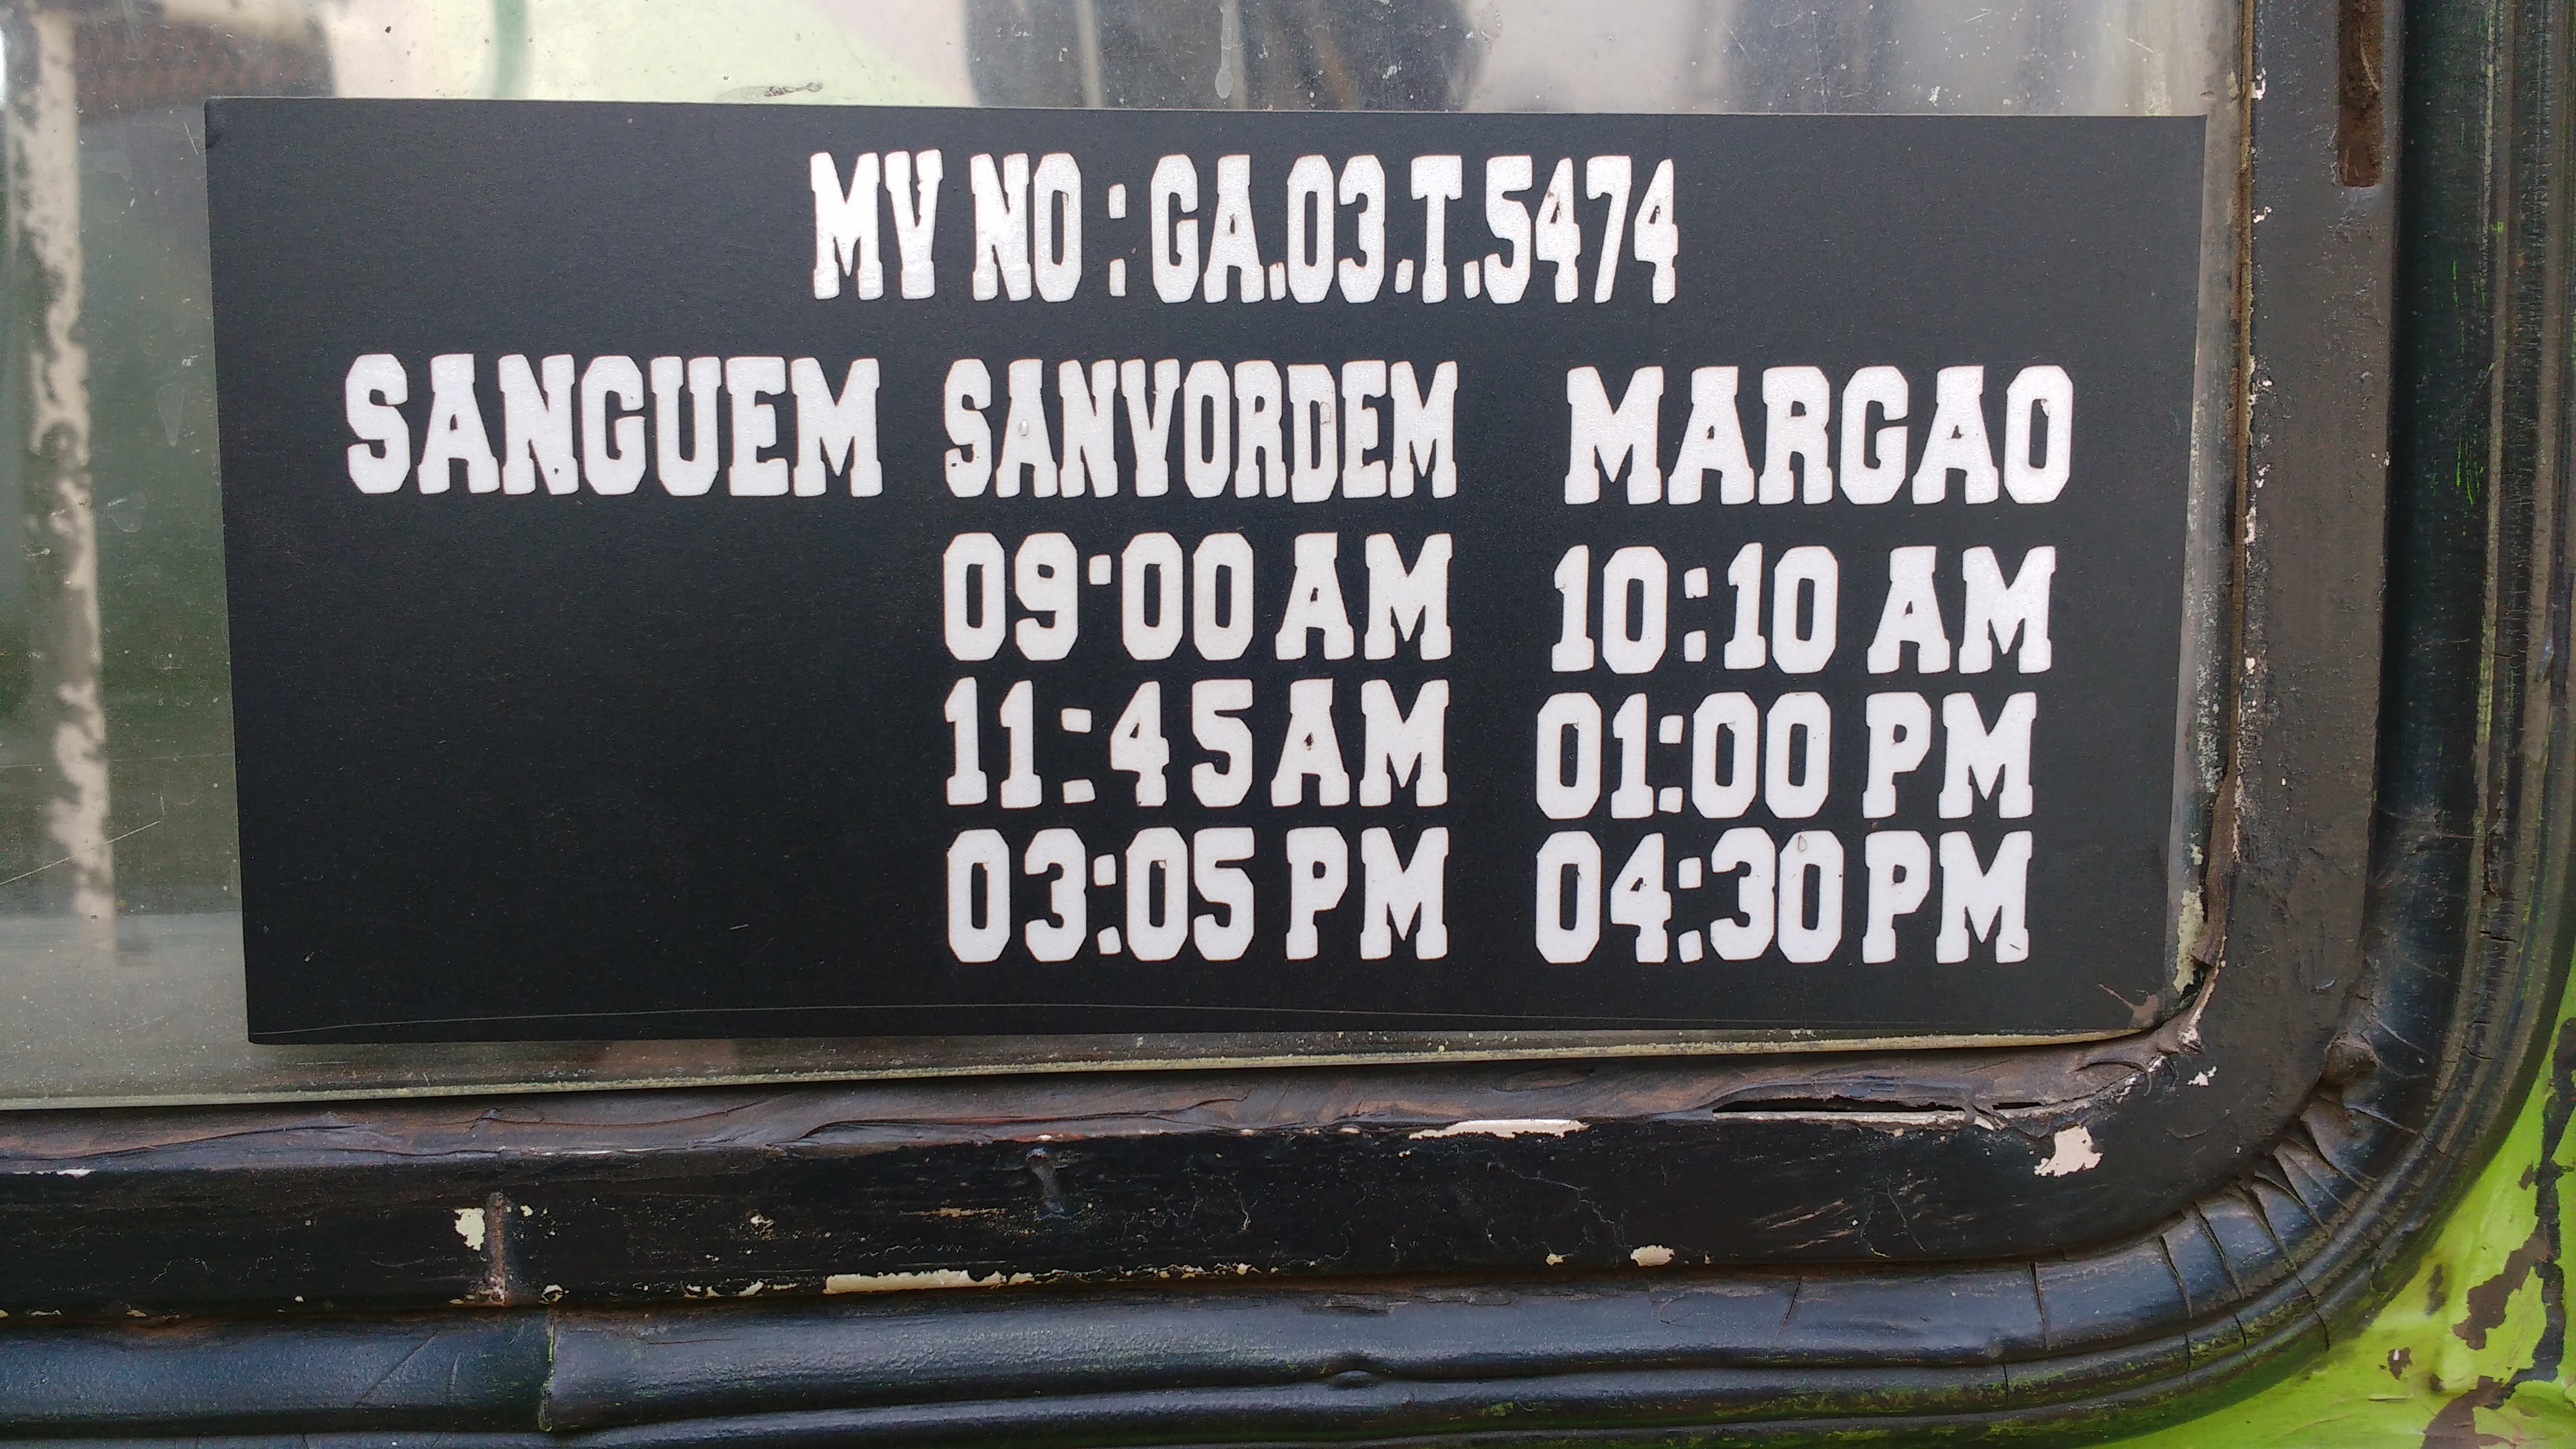 MV NO : GA.03.T.5474
SANGUEM SANVORDEM MARGAO
09:00 AM 10:10 AM
11:45 AM 01:00 PM
03:05 PM 04:30 PM